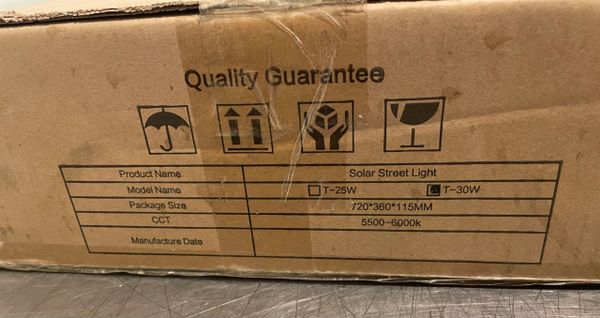 Quality Guarantee
Product Name Solar Street Light
Model Name T-25W T-30W
Package Size 720*360*115MM
CCT 5500-6000k
Manufacture Date